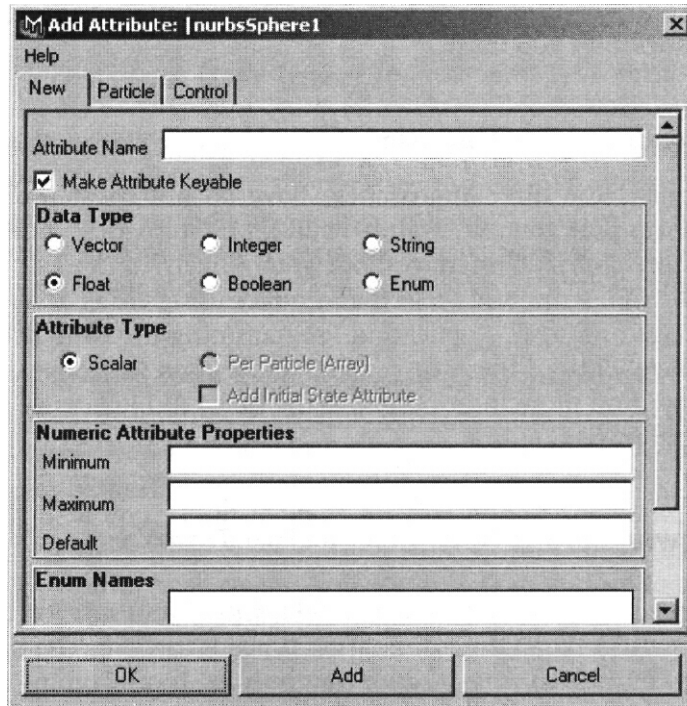 Add Attribute: |nurbsSphere1
Help
New Particle Control
Attribute Name
Make Attribute Keyable
Data Type
Vector Integer String
Float Boolean Enum
Attribute Type
Scalar Per Particle (Array)
Add Initial State Attribute
Numeric Attribute Properties
Minimum
Maximum
Default
Enum Names
OK Add Cancel